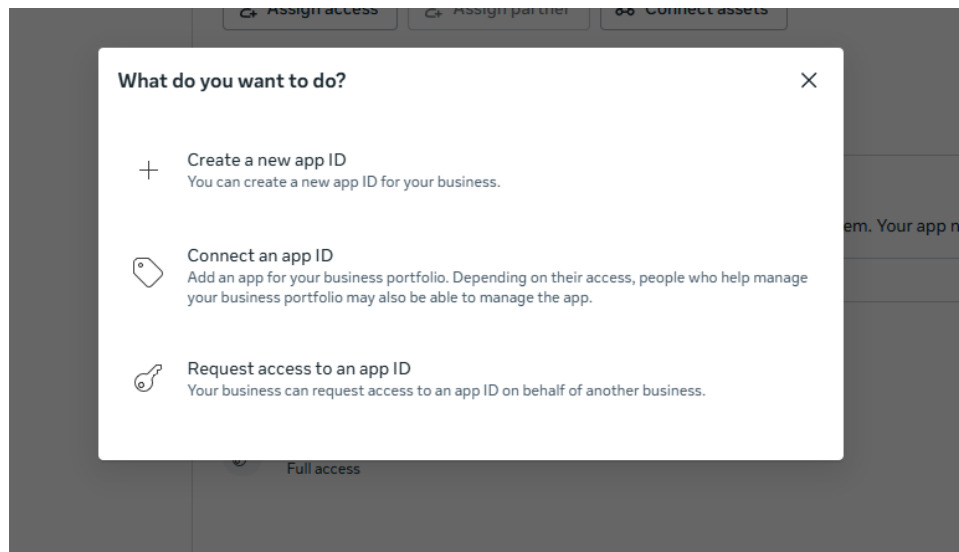 Assign access
Assign partner
Connect assets
What do you want to do?
Create a new app ID
You can create a new app ID for your business.
em. Your app n
Connect an app ID
Add an app for your business portfolio. Depending on their access, people who help manage
your business portfolio may also be able to manage the app.
Request access to an app ID
Your business can request access to an app ID on behalf of another business.
Full access